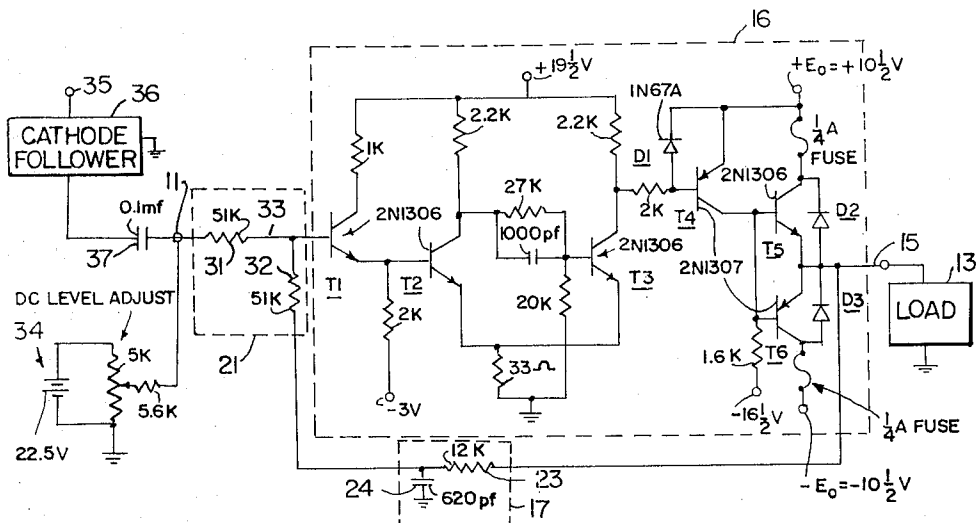 16
35
36
CATHODE
FOLLOWER
+19½V
+E₀=+10½V
1N67A
¼A
FUSE
1K
2.2K
2.2K
D1
11
0.1mf
37
51K
31
33
2N1306
27K
1000pf
2K
T4
2N1306
D2
32
51K
T1
T2
2N1306
T3
2N1307
T5
15
13
LOAD
DC LEVEL ADJUST
34
5K
5.6K
22.5V
21
2K
-3V
20K
33Ω
1.6K
-16½V
T6
D3
¼A FUSE
12K
23
24
620pf
17
-E₀=-10½V